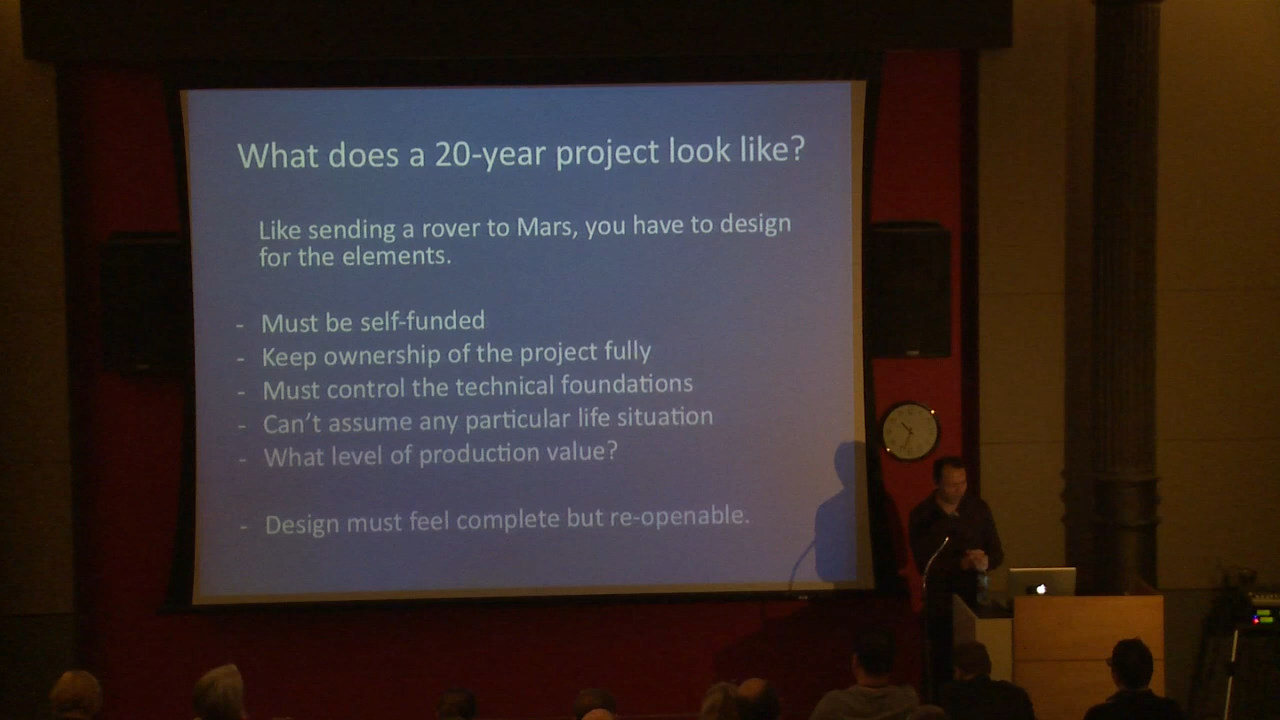 What does a 20-year project look like?
Like sending a rover to Mars, you have to design
for the elements.
- Must be self-funded
- Keep ownership of the project fully
- Must control the technical foundations
- Can't assume any particular life situation
- What level of production value?
- Design must feel complete but re-openable.